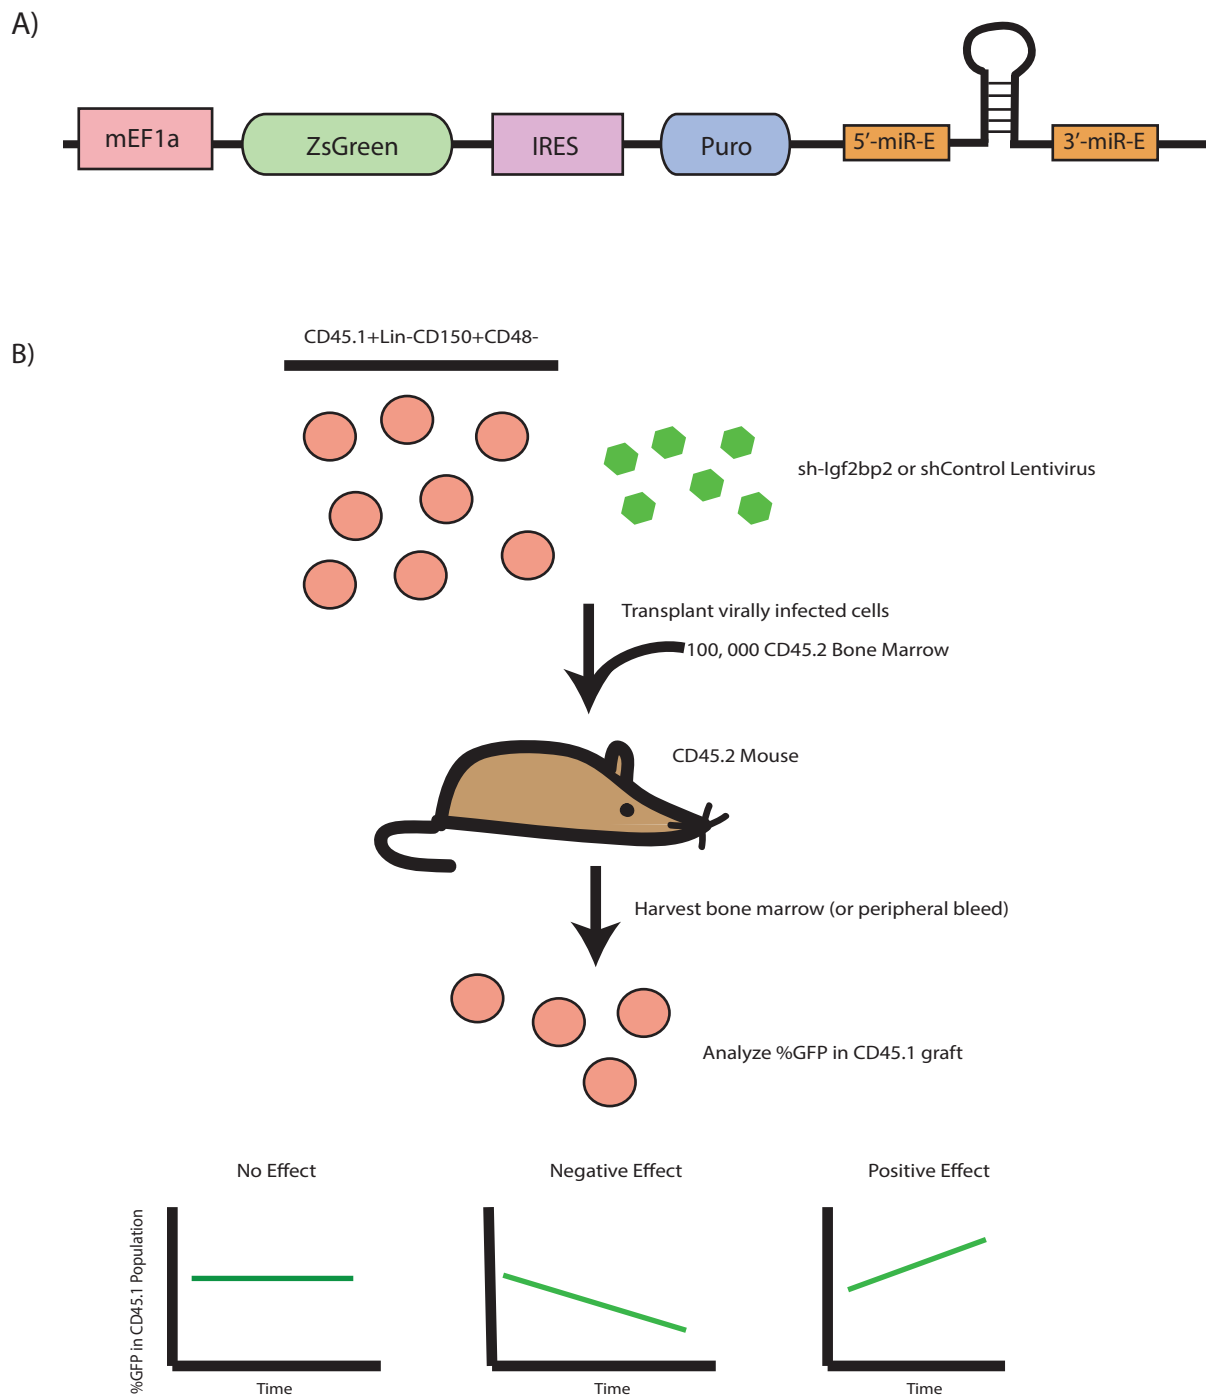 A)
mEF1a
ZsGreen
IRES
Puro
5'-miR-E
3'-miR-E
B)
CD45.1+Lin-CD150+CD48-
sh-Igf2bp2 or shControl Lentivirus
Transplant virally infected cells
100, 000 CD45.2 Bone Marrow
CD45.2 Mouse
Harvest bone marrow (or peripheral bleed)
Analyze %GFP in CD45.1 graft
No Effect
Negative Effect
Positive Effect
%GFP in CD45.1 Population
Time
Time
Time